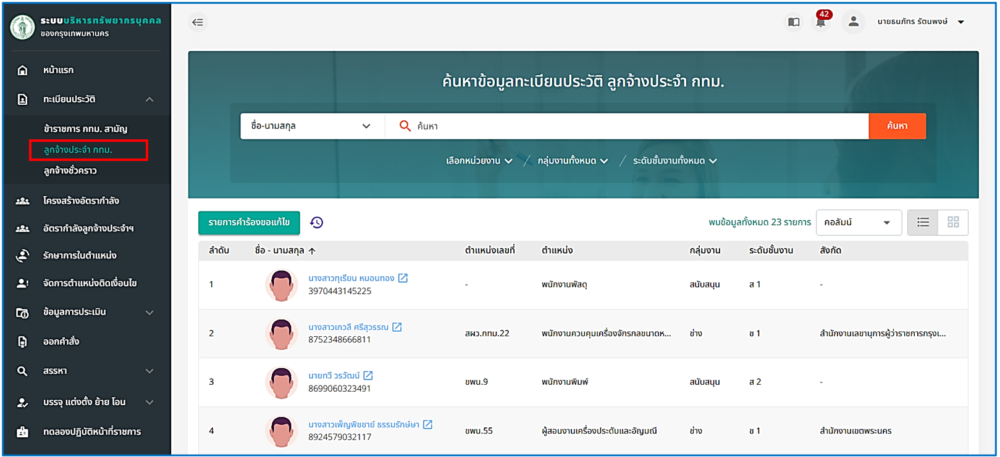 ระบบบริหารทรัพยากรบุคคล
ของกรุงเทพมหานคร
42
นายธนภัทร รัตนพงษ์
หน้าแรก
ทะเบียนประวัติ
ข้าราชการ กทม. สามัญ
ลูกจ้างประจำ กทม.
ลูกจ้างชั่วคราว
โครงสร้างอัตรากำลัง
อัตรากำลังลูกจ้างประจำฯ
รักษาการในตำแหน่ง
จัดการตำแหน่งติดเงื่อนไข
ข้อมูลการประเมิน
ออกคำสั่ง
สรรหา
บรรจุ แต่งตั้ง ย้าย โอน
ทดลองปฏิบัติหน้าที่ราชการ
ค้นหาข้อมูลทะเบียนประวัติ ลูกจ้างประจำ กทม.
ชื่อ-นามสกุล ค้นหา ค้นหา
เลือกหน่วยงาน / กลุ่มงานทั้งหมด / ระดับชั้นงานทั้งหมด
รายการคำร้องขอแก้ไข พบข้อมูลทั้งหมด 23 รายการ คอลัมน์
ลำดับ ชื่อ - นามสกุล ตำแหน่งเลขที่ ตำแหน่ง กลุ่มงาน ระดับชั้นงาน สังกัด
1 นางสาวทุเรียน หมอนทอง - พนักงานพัสดุ สนับสนุน ส 1 -
3970443145225
2 นางสาวเกวลี ศรีสุวรรณ สผว.กทม.22 พนักงานควบคุมเครื่องจักรกลขนาดห... ช่าง ช 1 สำนักงานเลขานุการผู้ว่าราชการกรุงเ...
8752348666811
3 นายทวี วรวัฒน์ ขพน.9 พนักงานพิมพ์ สนับสนุน ส 2 -
8699060323491
4 นางสาวเพ็ญพิชชาย์ ธรรมรักษ์ษา ขพน.55 ผู้สอนงานเครื่องประดับและอัญมณี ช่าง ช 1 สำนักงานเขตพระนคร
8924579032117